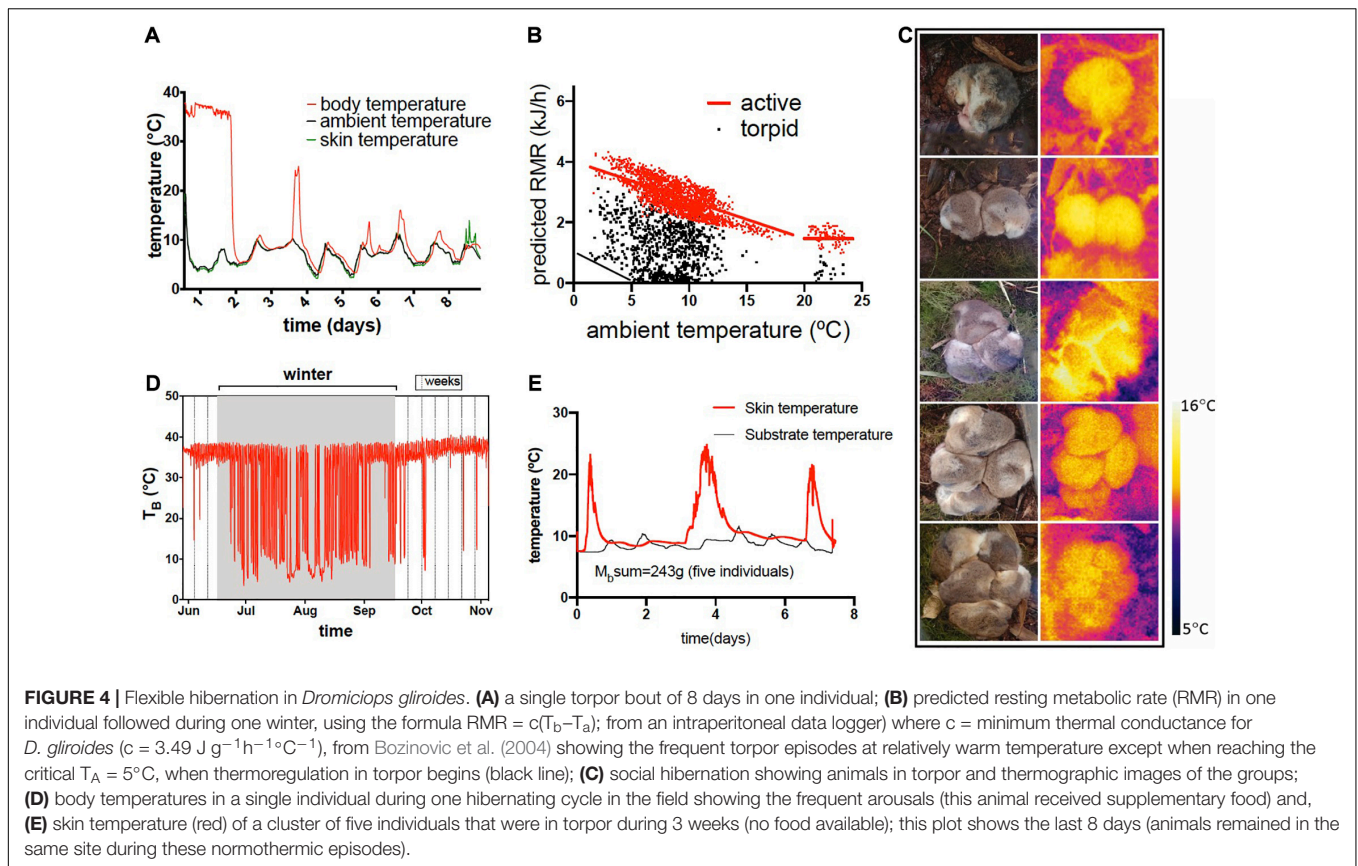 A
40
30
20
10
0
temperature (°C)
body temperature
ambient temperature
skin temperature
1 2 3 4 5 6 7 8
time (days)
B
6
4
2
0
predicted RMR (kJ/h)
active
torpid
0 5 10 15 20 25
ambient temperature (ºC)
C
16°C
5°C
D
winter
weeks
50
40
30
20
10
0
T_B (°C)
Jun Jul Aug Sep Oct Nov
time
E
Skin temperature
Substrate temperature
30
20
10
0
temperature (°C)
M_b sum=243g (five individuals)
0 2 4 6 8
time(days)
FIGURE 4 | Flexible hibernation in Dromiciops gliroides. (A) a single torpor bout of 8 days in one individual; (B) predicted resting metabolic rate (RMR) in one
individual followed during one winter, using the formula RMR = c(T_b–T_a); from an intraperitoneal data logger) where c = minimum thermal conductance for
D. gliroides (c = 3.49 J g⁻¹h⁻¹°C⁻¹), from Bozinovic et al. (2004) showing the frequent torpor episodes at relatively warm temperature except when reaching the
critical T_A = 5°C, when thermoregulation in torpor begins (black line); (C) social hibernation showing animals in torpor and thermographic images of the groups;
(D) body temperatures in a single individual during one hibernating cycle in the field showing the frequent arousals (this animal received supplementary food) and,
(E) skin temperature (red) of a cluster of five individuals that were in torpor during 3 weeks (no food available); this plot shows the last 8 days (animals remained in the
same site during these normothermic episodes).